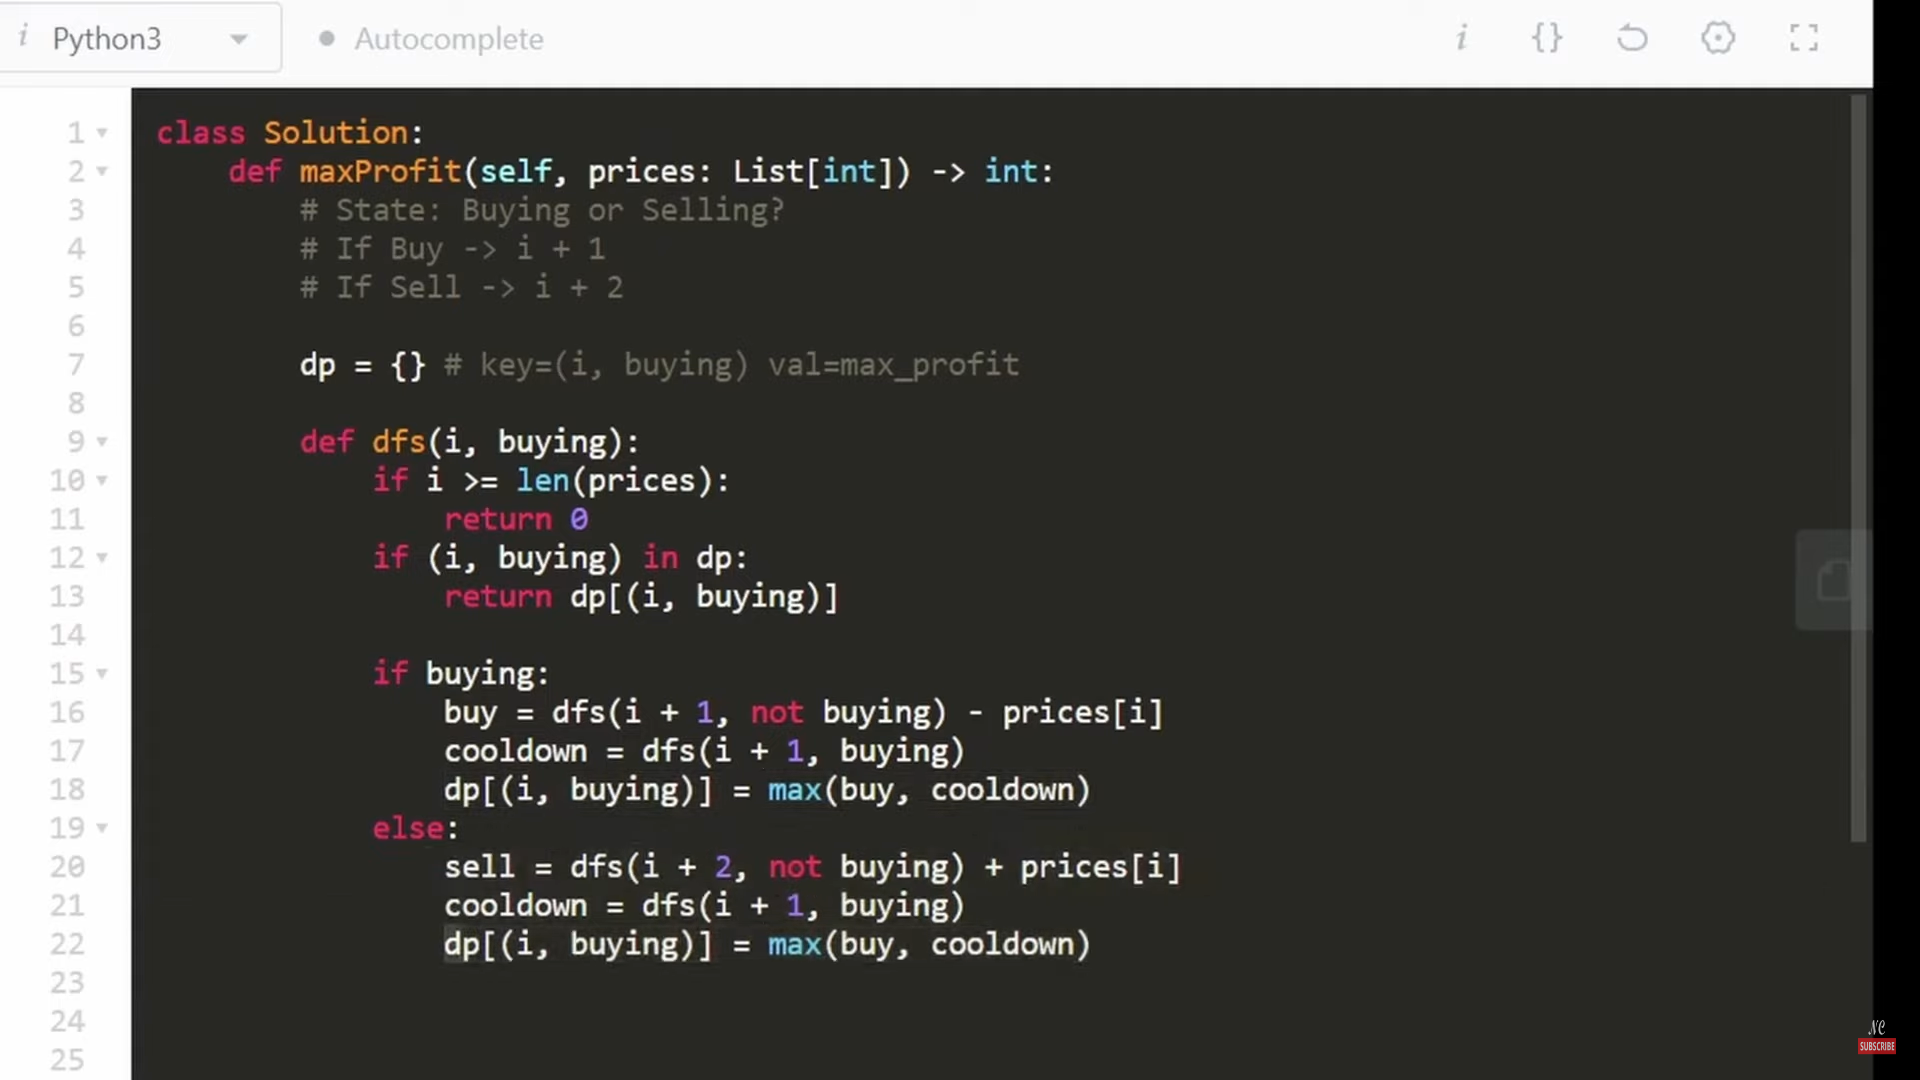 i Python3 Autocomplete i {}
1 class Solution:
2 def maxProfit(self, prices: List[int]) -> int:
3 # State: Buying or Selling?
4 # If Buy -> i + 1
5 # If Sell -> i + 2
6
7 dp = {} # key=(i, buying) val=max_profit
8
9 def dfs(i, buying):
10 if i >= len(prices):
11 return 0
12 if (i, buying) in dp:
13 return dp[(i, buying)]
14
15 if buying:
16 buy = dfs(i + 1, not buying) - prices[i]
17 cooldown = dfs(i + 1, buying)
18 dp[(i, buying)] = max(buy, cooldown)
19 else:
20 sell = dfs(i + 2, not buying) + prices[i]
21 cooldown = dfs(i + 1, buying)
22 dp[(i, buying)] = max(buy, cooldown)
23
24
25
NC
SUBSCRIBE